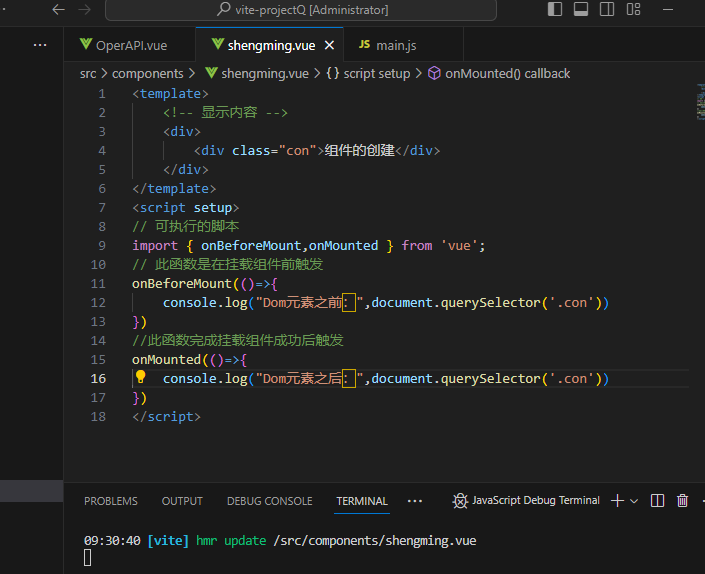 vite-projectQ [Administrator]
OperAPI.vue
shengming.vue
JS main.js
src > components > shengming.vue > {} script setup > onMounted() callback
1 <template>
2 <!-- 显示内容 -->
3 <div>
4 <div class="con">组件的创建</div>
5 </div>
6 </template>
7 <script setup>
8 // 可执行的脚本
9 import { onBeforeMount,onMounted } from 'vue';
10 // 此函数是在挂载组件前触发
11 onBeforeMount(()=>{
12 console.log("Dom元素之前：",document.querySelector('.con'))
13 })
14 //此函数完成挂载组件成功后触发
15 onMounted(()=>{
16 console.log("Dom元素之后：",document.querySelector('.con'))
17 })
18 </script>
PROBLEMS OUTPUT DEBUG CONSOLE TERMINAL ··· JavaScript Debug Terminal
09:30:40 [vite] hmr update /src/components/shengming.vue